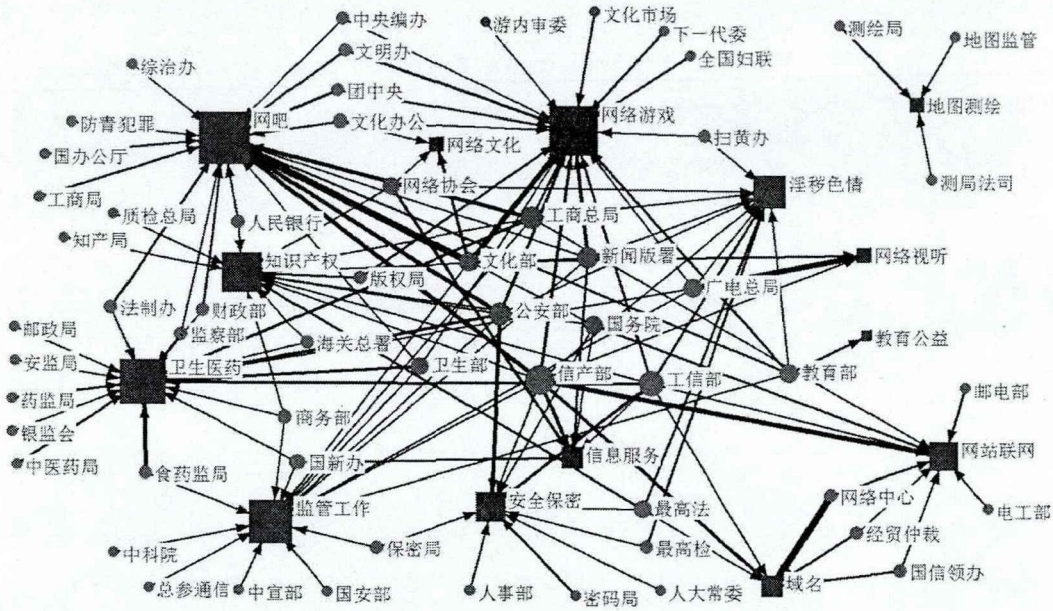 中央编办
游内审委
文化市场
测绘局
文明办
下一代委
地图监管
综治办
全国妇联
团中央
网吧
网络游戏
地图测绘
防青犯罪
文化办公
扫黄办
网络文化
国办公厅
网络协会
淫秽色情
测局法司
工商局
质检总局
人民银行
工商总局
知产局
知识产权
文化部
新闻版署
网络视听
版权局
广电总局
法制办
财政部
公安部
国务院
邮政局
监察部
海关总署
教育公益
安监局
卫生医药
卫生部
信产部
工信部
教育部
药监局
邮电部
商务部
银监会
网站联网
中医药局
食药监局
国新办
信息服务
监管工作
安全保密
最高法
网络中心
电工部
经贸仲裁
中科院
保密局
最高检
国信领办
总参通信
中宣部
国安部
人事部
密码局
人大常委
域名